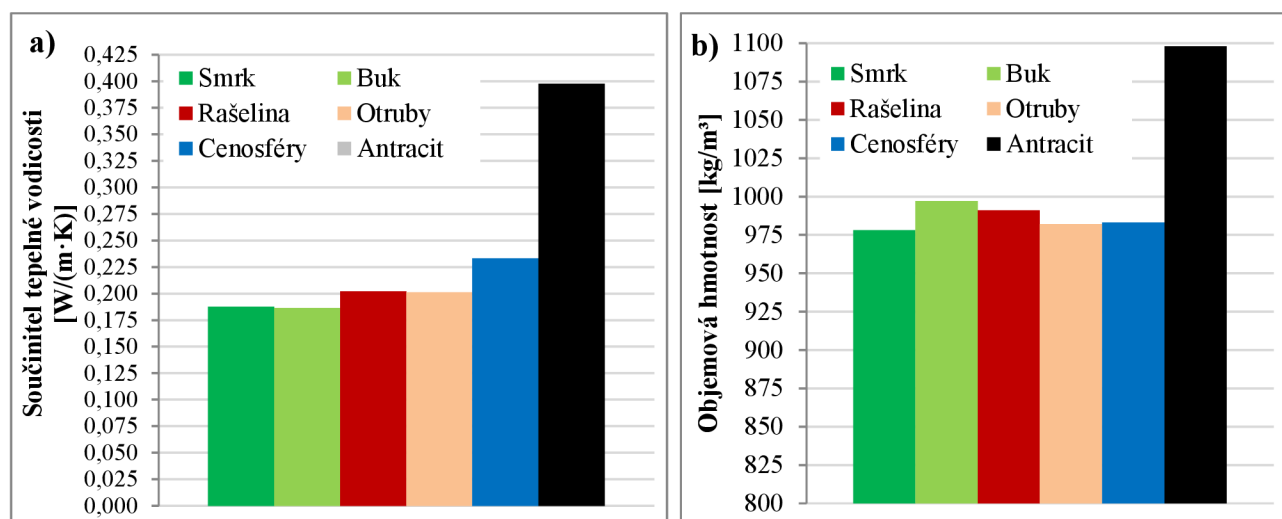 a)
Součinitel tepelné vodicosti
[W/(m·K)]
0,425
0,400
0,375
0,350
0,325
0,300
0,275
0,250
0,225
0,200
0,175
0,150
0,125
0,100
0,075
0,050
0,025
0,000
Smrk Buk
Rašelina Otruby
Cenosféry Antracit
b)
Objemová hmotnost [kg/m³]
1100
1075
1050
1025
1000
975
950
925
900
875
850
825
800
Smrk Buk
Rašelina Otruby
Cenosféry Antracit